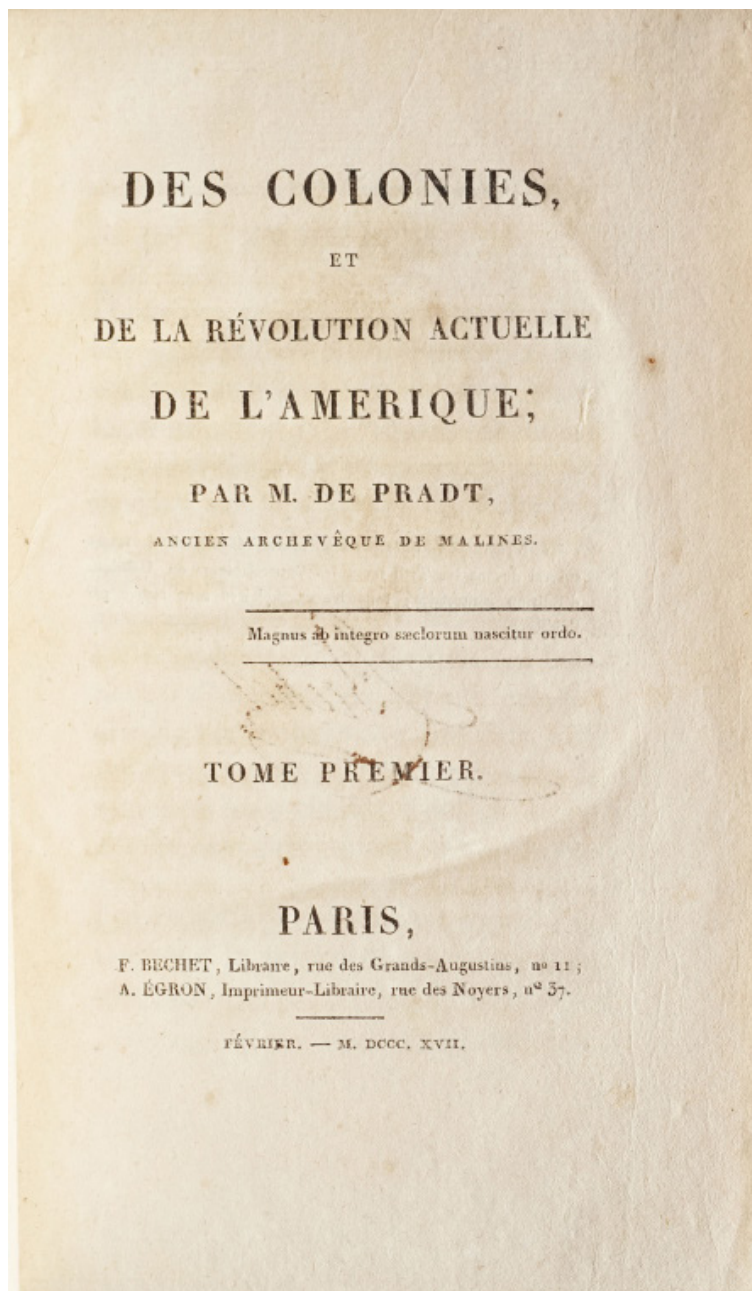 DES COLONIES,
ET
DE LA RÉVOLUTION ACTUELLE
DE L'AMERIQUE;
PAR M. DE PRADT,
ANCIEN ARCHEVÊQUE DE MALINES.
Magnus ab integro sæclorum nascitur ordo.
TOME PREMIER.
PARIS,
F. BECHET, Libraire, rue des Grands-Augustins, nº 11;
A. ÉGRON, Imprimeur-Libraire, rue des Noyers, nº 37.
FÉVRIER. — M. DCCC. XVII.